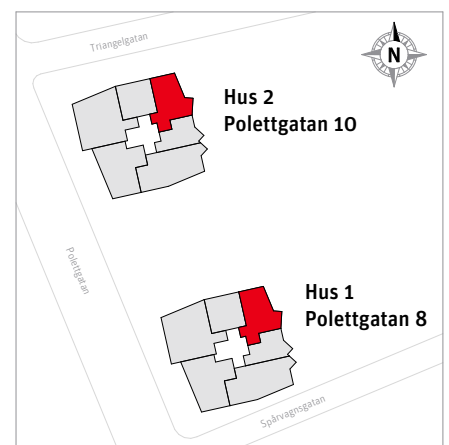 Triangelgatan
N
Hus 2
Polettgatan 10
Polettgatan
Hus 1
Polettgatan 8
Spårvagnsgatan